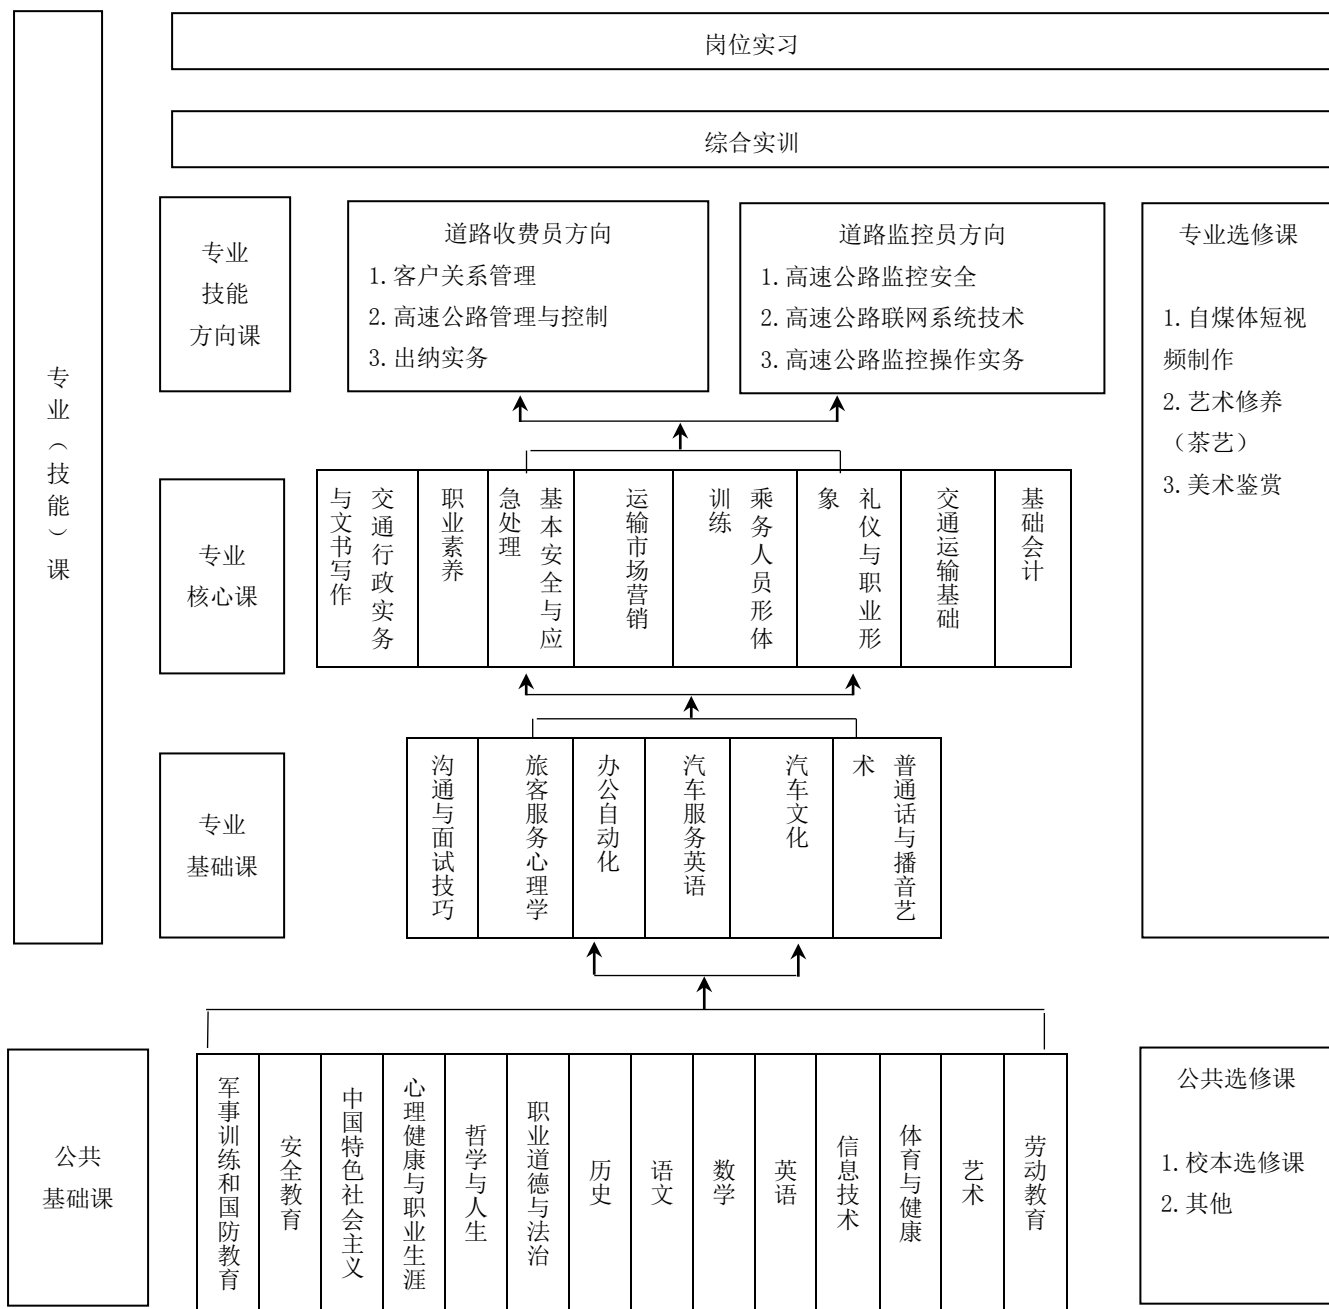 岗位实习
综合实训
专业（技能）课
专业
技能
方向课
道路收费员方向
1.客户关系管理
2.高速公路管理与控制
3.出纳实务
道路监控员方向
1.高速公路监控安全
2.高速公路联网系统技术
3.高速公路监控操作实务
专业选修课
1.自煤体短视
频制作
2.艺术修养
（茶艺）
3.美术鉴赏
专业
核心课
交通行政实务
与文书写作
职业素养
基本安全与应
急处理
运输市场营销
乘务人员形体
训练
礼仪与职业形
象
交通运输基础
基础会计
专业
基础课
沟通与面试技巧
旅客服务心理学
办公自动化
汽车服务英语
汽车文化
普通话与播音艺
术
公共
基础课
军事训练和国防教育
安全教育
中国特色社会主义
心理健康与职业生涯
哲学与人生
职业道德与法治
历史
语文
数学
英语
信息技术
体育与健康
艺术
劳动教育
公共选修课
1.校本选修课
2.其他